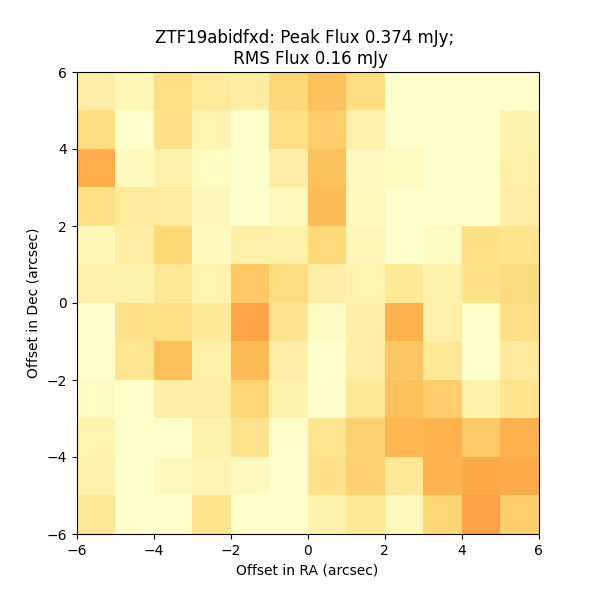 ZTF19abidfxd: Peak Flux 0.374 mJy;
RMS Flux 0.16 mJy
6
4
2
0
−2
−4
−6
Offset in Dec (arcsec)
−6 −4 −2 0 2 4 6
Offset in RA (arcsec)